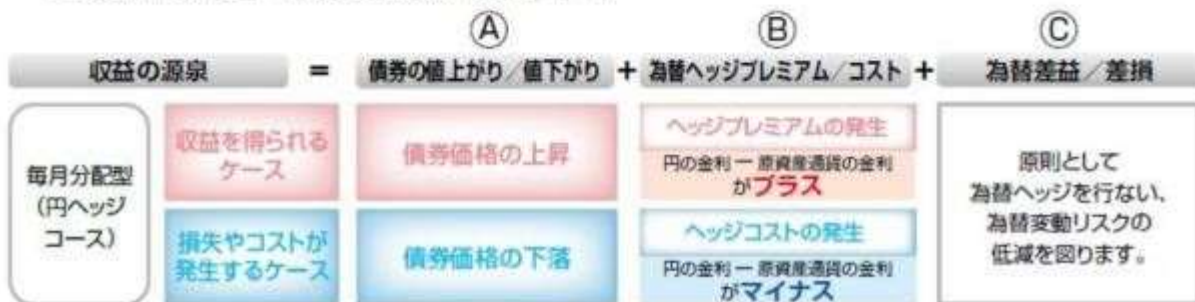 Ⓐ Ⓑ Ⓒ
収益の源泉 = 債券の値上がり/値下がり + 為替ヘッジプレミアム/コスト + 為替差益/差損
毎月分配型
(円ヘッジ
コース)
収益を得られる
ケース
債券価格の上昇
ヘッジプレミアムの発生
円の金利 ー 原資産通貨の金利
がプラス
損失やコストが
発生するケース
債券価格の下落
ヘッジコストの発生
円の金利 ー 原資産通貨の金利
がマイナス
原則として
為替ヘッジを行ない、
為替変動リスクの
低減を図ります。